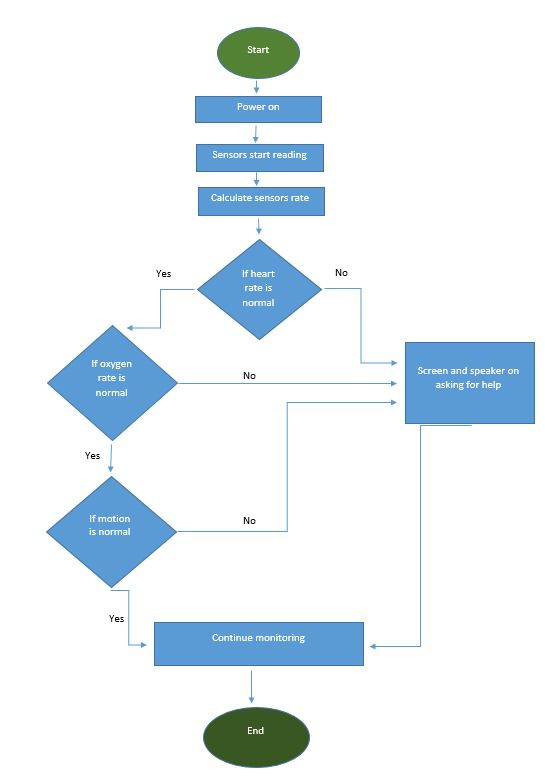 Start
Power on
Sensors start reading
Calculate sensors rate
Yes
If heart
rate is
normal
No
If oxygen
rate is
normal
No
Screen and speaker on
asking for help
Yes
If motion
is normal
No
Yes
Continue monitoring
End